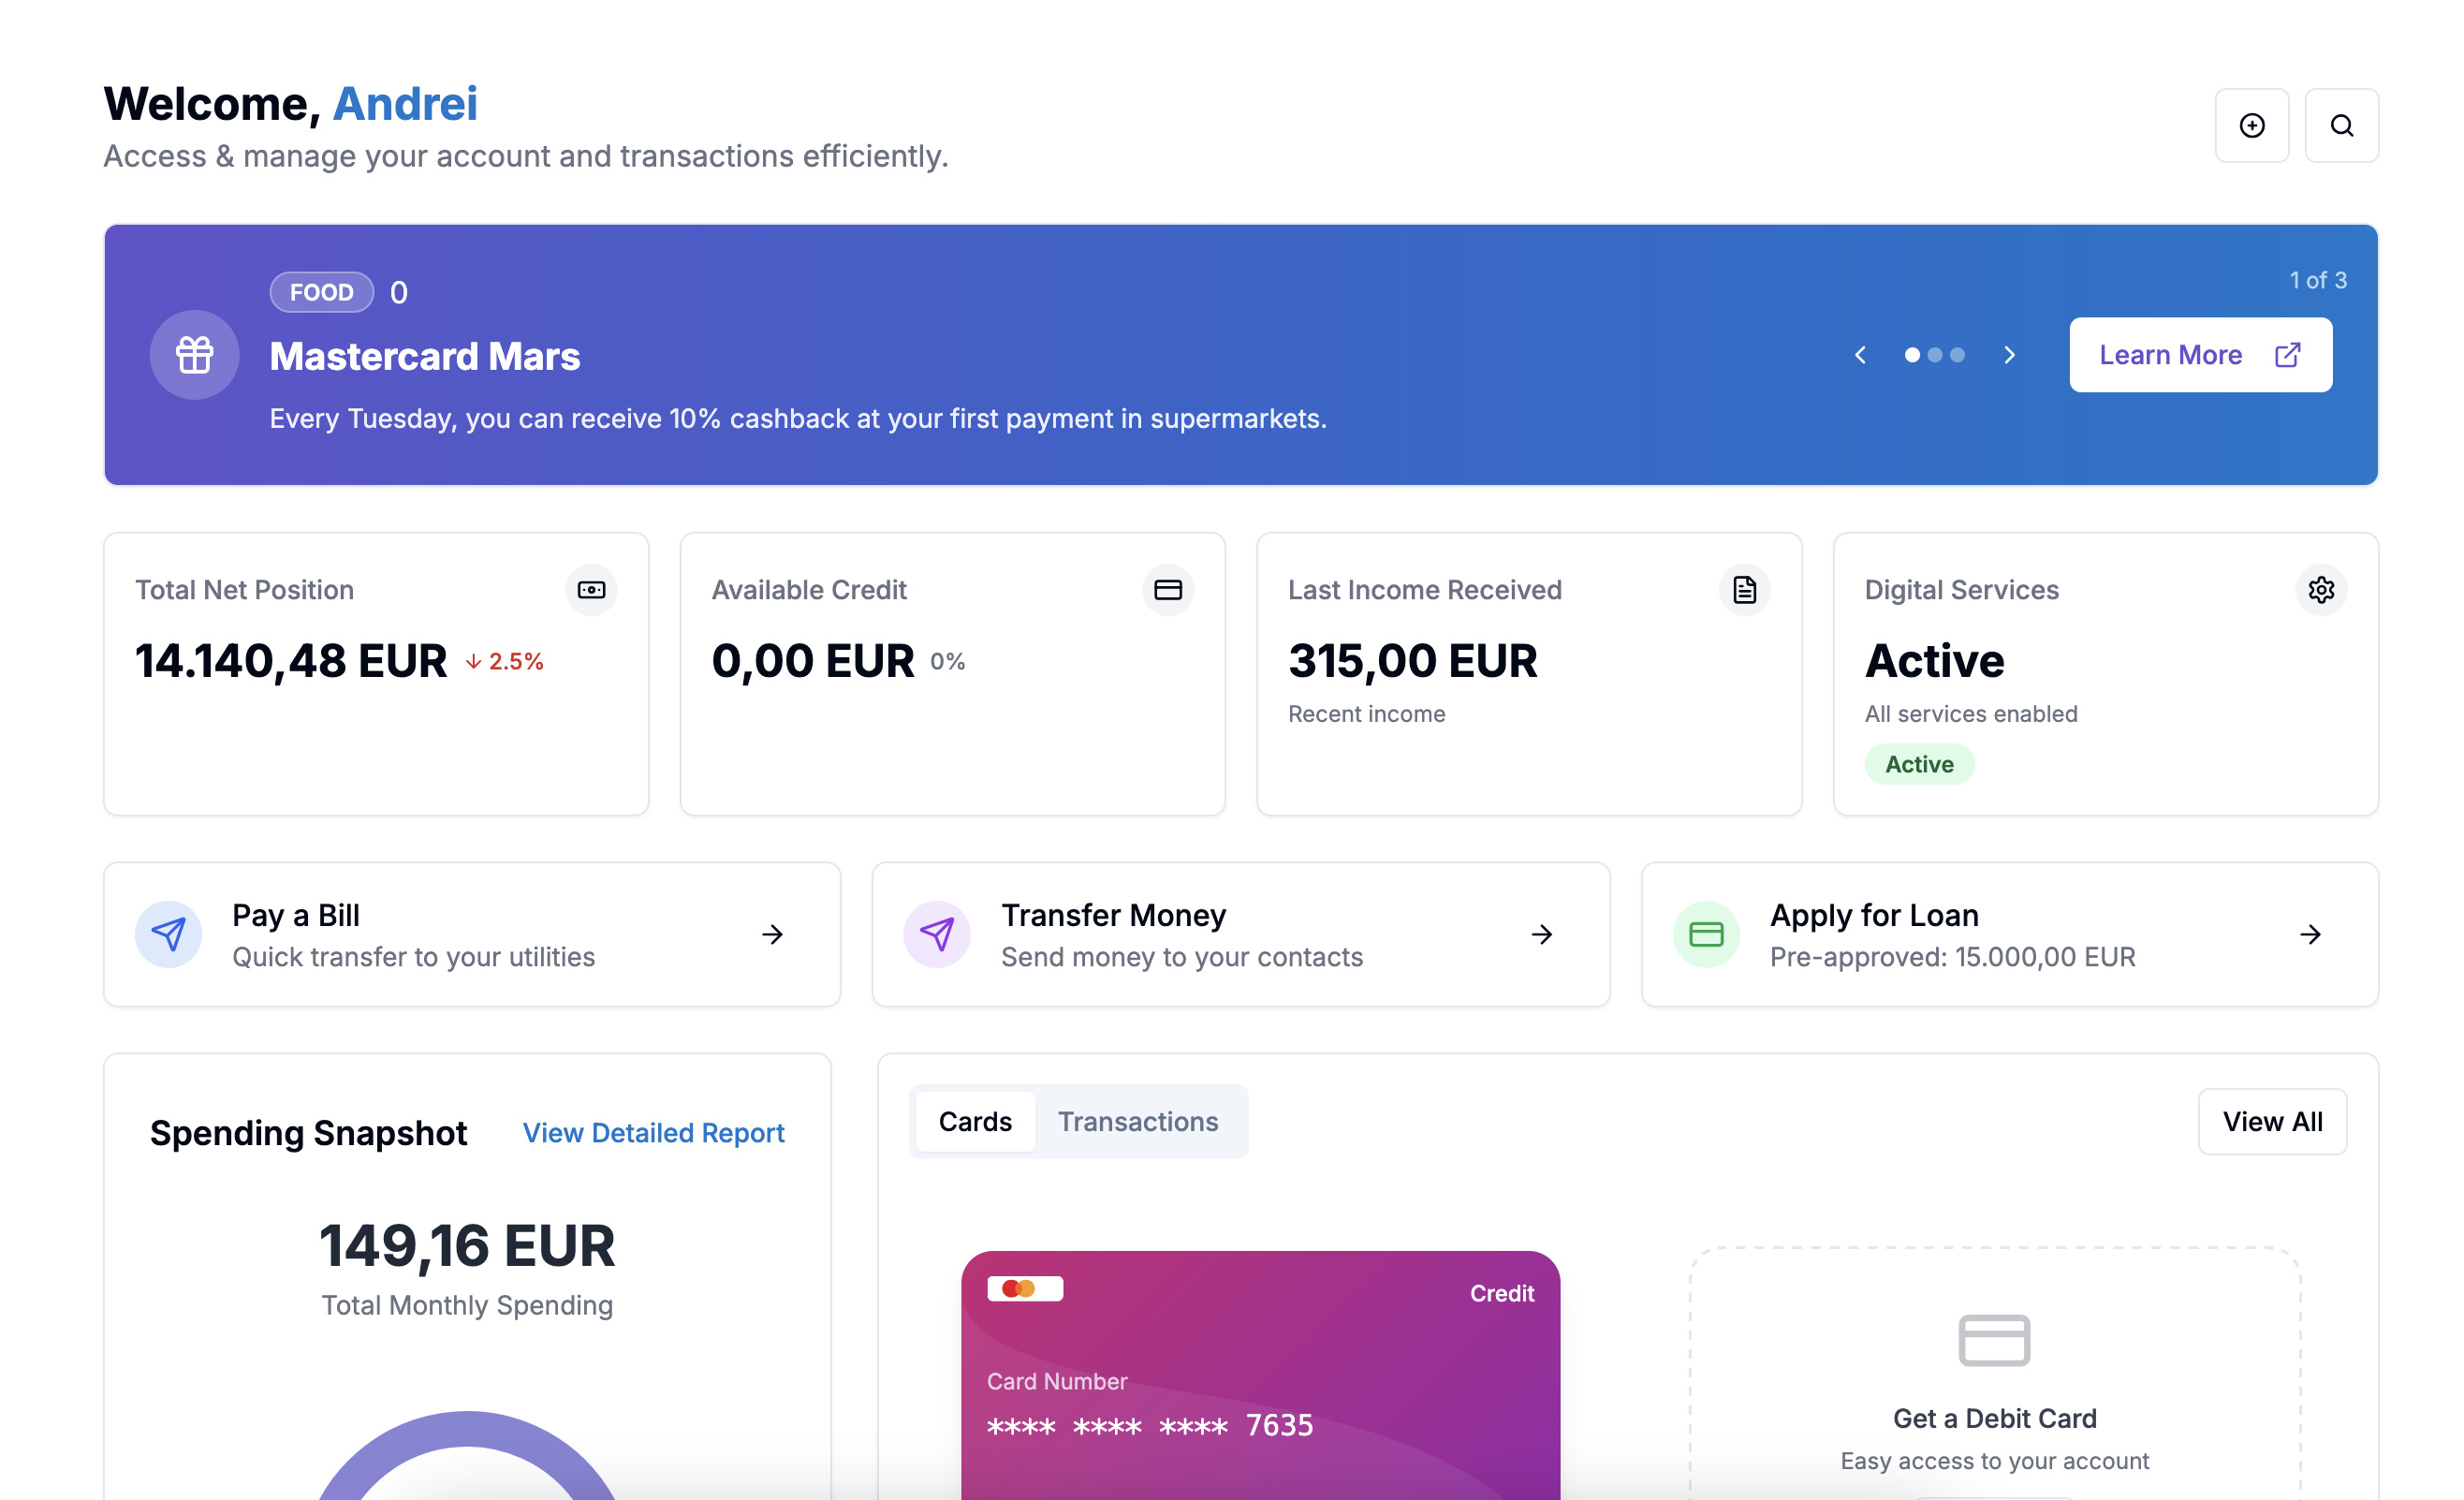 Welcome, Andrei
Access & manage your account and transactions efficiently.
FOOD 0
1 of 3
Mastercard Mars
Learn More
Every Tuesday, you can receive 10% cashback at your first payment in supermarkets.
Total Net Position
14.140,48 EUR 2.5%
Available Credit
0,00 EUR 0%
Last Income Received
315,00 EUR
Recent income
Digital Services
Active
All services enabled
Active
Pay a Bill
Quick transfer to your utilities
Transfer Money
Send money to your contacts
Apply for Loan
Pre-approved: 15.000,00 EUR
Spending Snapshot
View Detailed Report
149,16 EUR
Total Monthly Spending
Cards
Transactions
View All
Credit
Card Number
**** **** **** 7635
Get a Debit Card
Easy access to your account